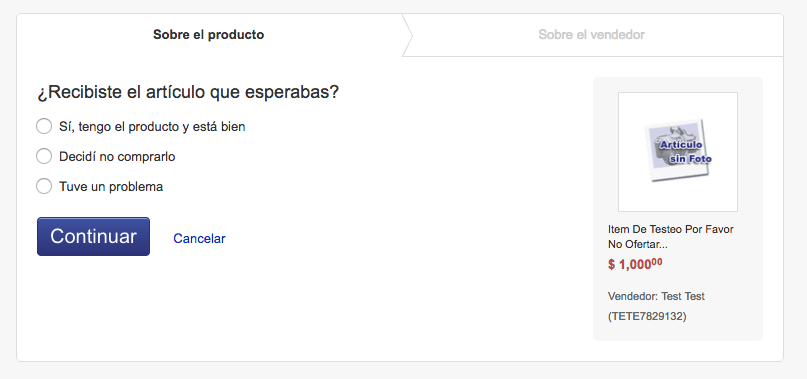 Sobre el producto
Sobre el vendedor
¿Recibiste el artículo que esperabas?
Sí, tengo el producto y está bien
Decidí no comprarlo
Tuve un problema
Continuar
Cancelar
Artículo
sin Foto
Item De Testeo Por Favor
No Ofertar...
$ 1,000⁰⁰
Vendedor: Test Test
(TETE7829132)